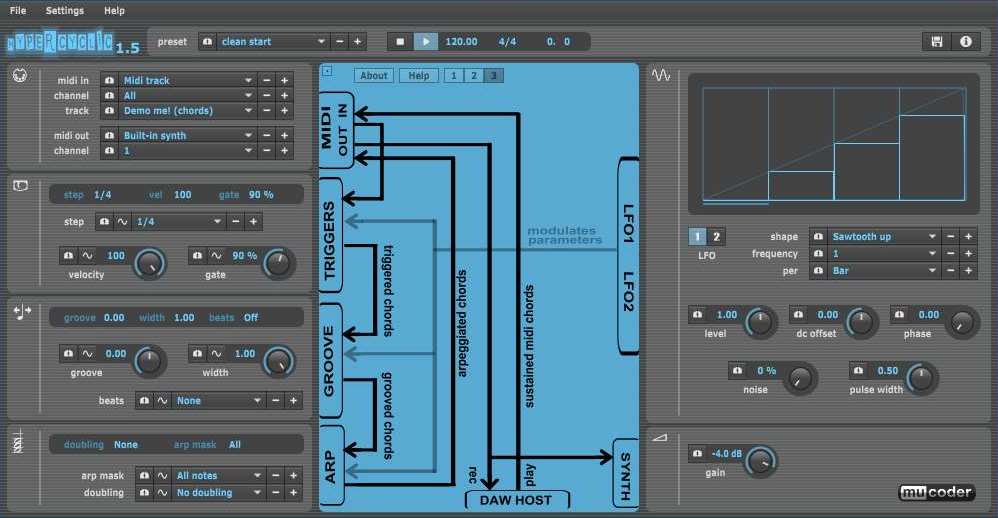 File Settings Help
HYPERCYCLIC 1.5
preset clean start - + 120.00 4/4 0. 0
midi in Midi track - +
channel All - +
track Demo me! (chords) - +
midi out Built-in synth - +
channel 1 - +
step 1/4 vel 100 gate 90 %
step 1/4 - +
100 90 %
velocity gate
groove 0.00 width 1.00 beats Off
0.00 1.00
groove width
beats None - +
doubling None arp mask All
arp mask All notes - +
doubling No doubling - +
About Help 1 2 3
MIDI
OUT IN
TRIGGERS
triggered chords
GROOVE
grooved chords
ARP
arpeggiated chords
sustained midi chords
modulates
parameters
LFO1 LFO2
rec
play
DAW HOST
SYNTH
1 2
LFO
shape Sawtooth up - +
frequency 1 - +
per Bar - +
1.00 0.00 0.00
level dc offset phase
0 % 0.50
noise pulse width
-4.0 dB
gain
mucoder